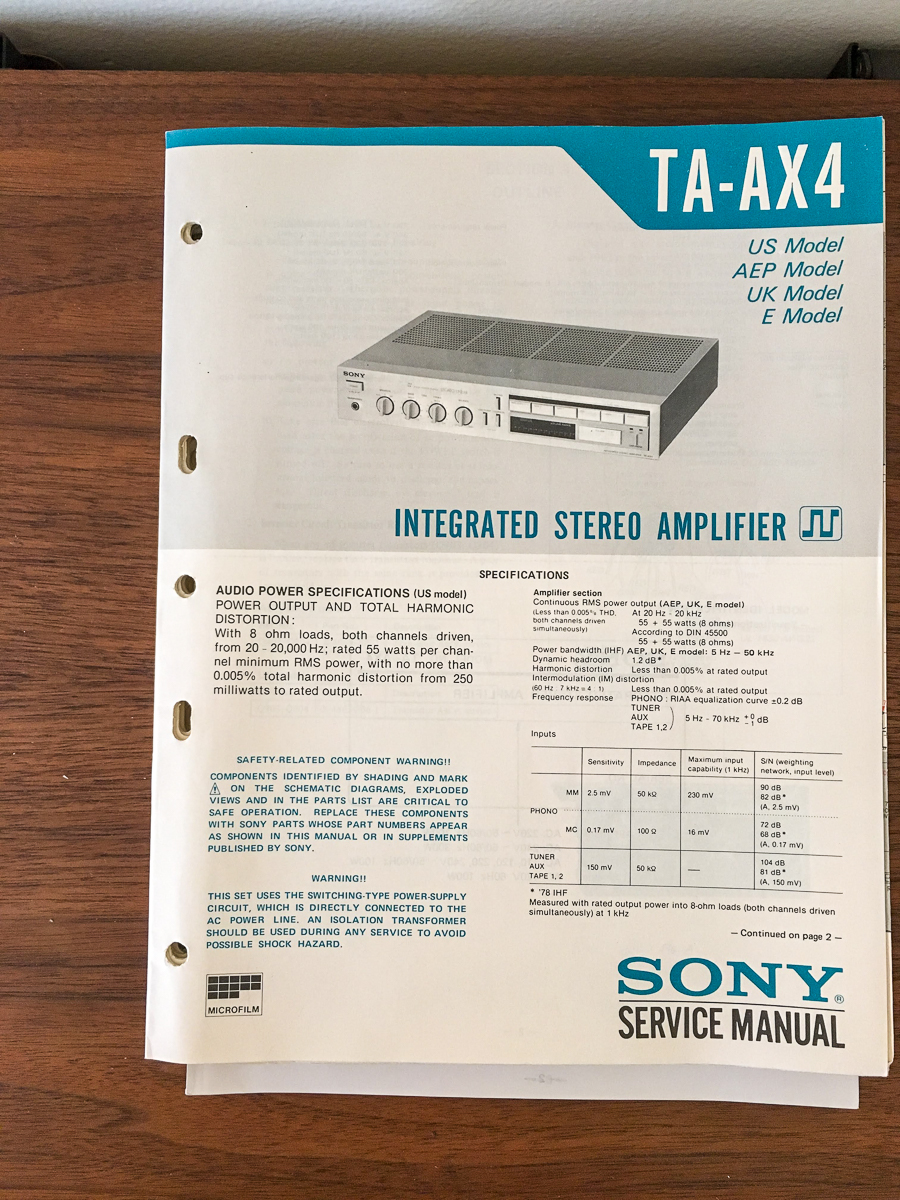 TA-AX4
US Model
AEP Model
UK Model
E Model
SONY
INTEGRATED STEREO AMPLIFIER
SPECIFICATIONS
AUDIO POWER SPECIFICATIONS (US model)
POWER OUTPUT AND TOTAL HARMONIC
DISTORTION:
With 8 ohm loads, both channels driven,
from 20 - 20,000 Hz; rated 55 watts per chan-
nel minimum RMS power, with no more than
0.005% total harmonic distortion from 250
milliwatts to rated output.
SAFETY-RELATED COMPONENT WARNING!!
COMPONENTS IDENTIFIED BY SHADING AND MARK
⚠ ON THE SCHEMATIC DIAGRAMS, EXPLODED
VIEWS AND IN THE PARTS LIST ARE CRITICAL TO
SAFE OPERATION. REPLACE THESE COMPONENTS
WITH SONY PARTS WHOSE PART NUMBERS APPEAR
AS SHOWN IN THIS MANUAL OR IN SUPPLEMENTS
PUBLISHED BY SONY.
WARNING!!
THIS SET USES THE SWITCHING-TYPE POWER-SUPPLY
CIRCUIT, WHICH IS DIRECTLY CONNECTED TO THE
AC POWER LINE. AN ISOLATION TRANSFORMER
SHOULD BE USED DURING ANY SERVICE TO AVOID
POSSIBLE SHOCK HAZARD.
MICROFILM
Amplifier section
Continuous RMS power output (AEP, UK, E model)
(Less than 0.005% THD, At 20 Hz - 20 kHz
both channels driven 55 + 55 watts (8 ohms)
simultaneously) According to DIN 45500
55 + 55 watts (8 ohms)
Power bandwidth (IHF) AEP, UK, E model: 5 Hz – 50 kHz
Dynamic headroom 1.2 dB*
Harmonic distortion Less than 0.005% at rated output
Intermodulation (IM) distortion
(60 Hz : 7 kHz = 4 : 1) Less than 0.005% at rated output
Frequency response PHONO : RIAA equalization curve ±0.2 dB
TUNER
AUX 5 Hz - 70 kHz +0 −1 dB
TAPE 1,2
Inputs
Sensitivity Impedance Maximum input capability (1 kHz) S/N (weighting network, input level)
PHONO MM 2.5 mV 50 kΩ 230 mV 90 dB 82 dB* (A, 2.5 mV)
MC 0.17 mV 100 Ω 16 mV 72 dB 68 dB* (A, 0.17 mV)
TUNER AUX TAPE 1, 2 150 mV 50 kΩ — 104 dB 81 dB* (A, 150 mV)
* '78 IHF
Measured with rated output power into 8-ohm loads (both channels driven
simultaneously) at 1 kHz
– Continued on page 2 –
SONY®
SERVICE MANUAL